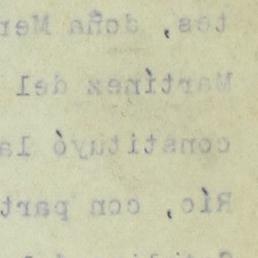 tes, doña Mer
Martínez del
constituyó la
Río, con part